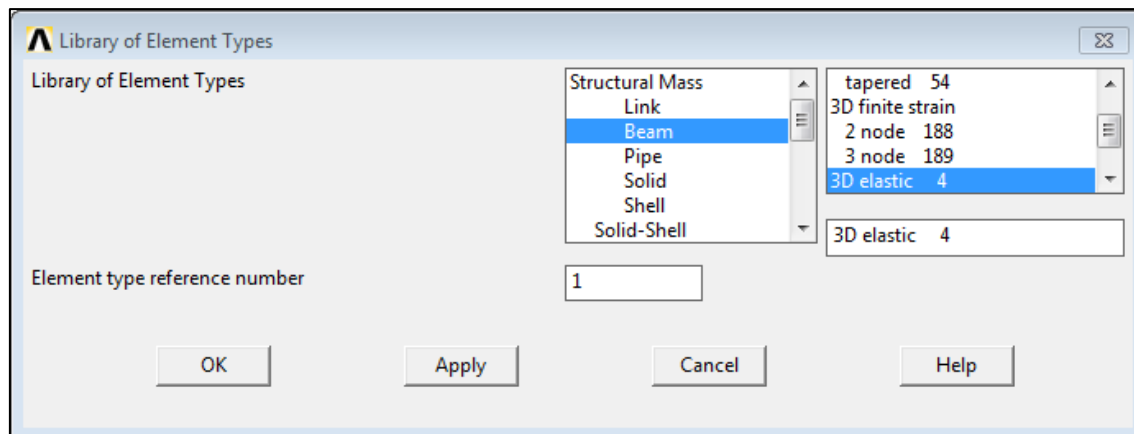 Library of Element Types
Library of Element Types
Structural Mass
Link
Beam
Pipe
Solid
Shell
Solid-Shell
tapered 54
3D finite strain
2 node 188
3 node 189
3D elastic 4
3D elastic 4
Element type reference number
1
OK
Apply
Cancel
Help